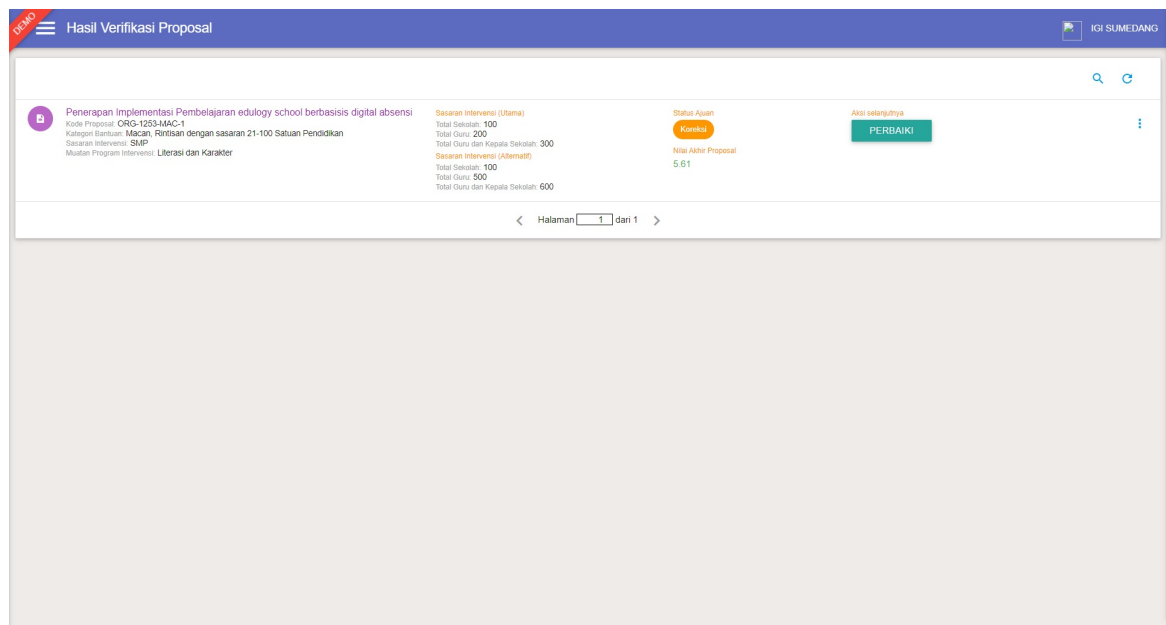 DEMO
Hasil Verifikasi Proposal
IGI SUMEDANG
Penerapan Implementasi Pembelajaran edulogy school berbasisis digital absensi
Kode Proposal: ORG-1253-MAC-1
Kategori Bantuan: Macan, Rintisan dengan sasaran 21-100 Satuan Pendidikan
Sasaran Intervensi: SMP
Muatan Program Intervensi: Literasi dan Karakter
Sasaran Intervensi (Utama)
Total Sekolah: 100
Total Guru: 200
Total Guru dan Kepala Sekolah: 300
Sasaran Intervensi (Alternatif)
Total Sekolah: 100
Total Guru: 500
Total Guru dan Kepala Sekolah: 600
Status Ajuan
Koreksi
Nilai Akhir Proposal
5.61
Aksi selanjutnya
PERBAIKI
Halaman 1 dari 1